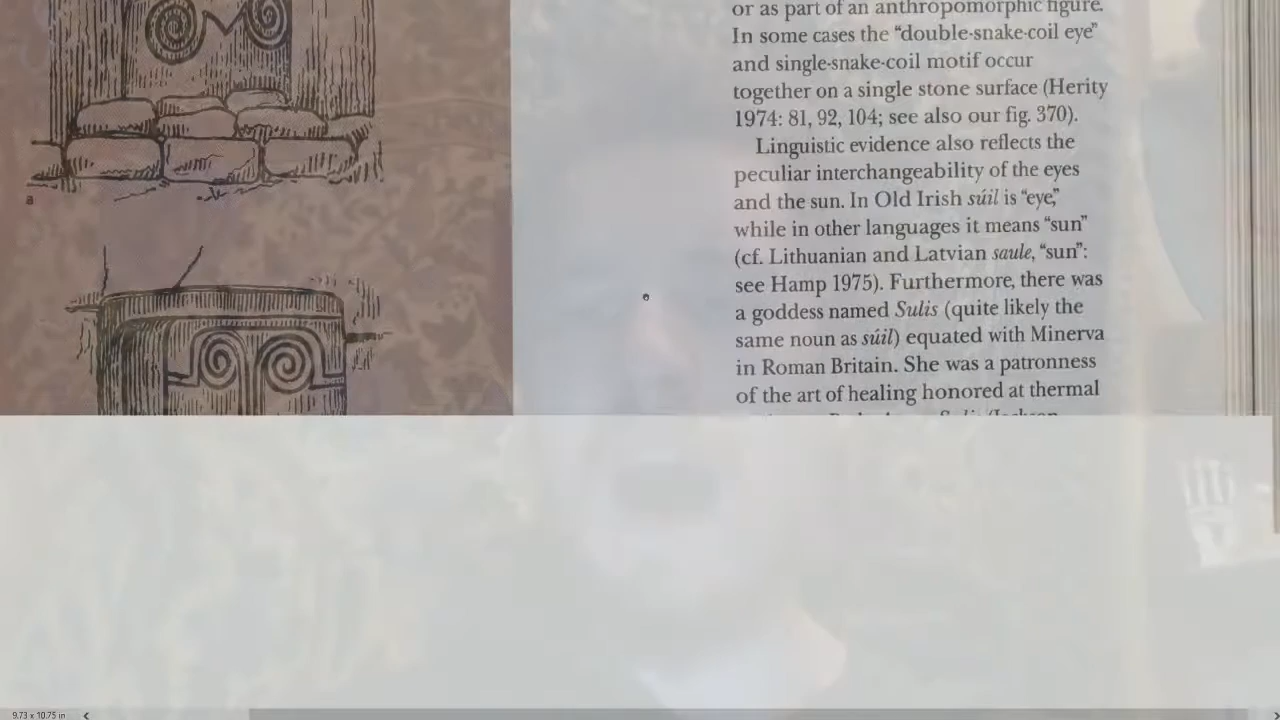 or as part of an anthropomorphic figure.
In some cases the “double-snake-coil eye”
and single-snake-coil motif occur
together on a single stone surface (Herity
1974: 81, 92, 104; see also our fig. 370).
Linguistic evidence also reflects the
peculiar interchangeability of the eyes
and the sun. In Old Irish súil is “eye,”
while in other languages it means “sun”
(cf. Lithuanian and Latvian saule, “sun”:
see Hamp 1975). Furthermore, there was
a goddess named Sulis (quite likely the
same noun as súil) equated with Minerva
in Roman Britain. She was a patronness
of the art of healing honored at thermal
a
9.73 x 10.75 in